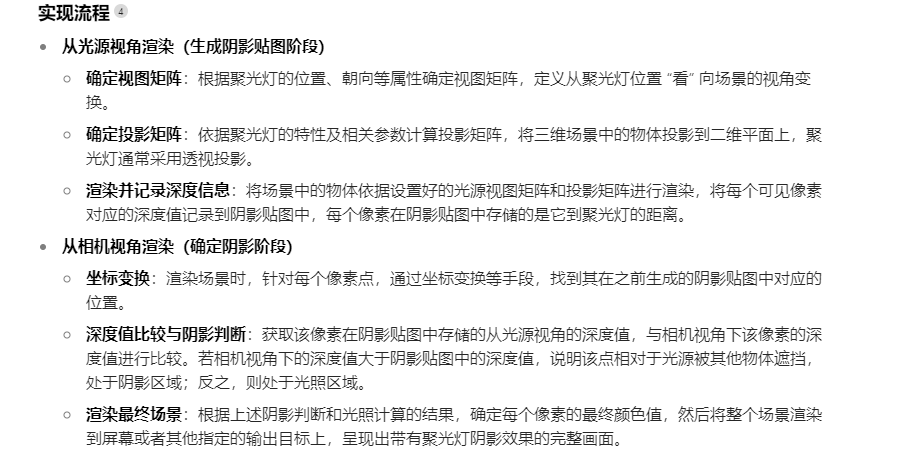 实现流程 4
从光源视角渲染（生成阴影贴图阶段）
确定视图矩阵：根据聚光灯的位置、朝向等属性确定视图矩阵，定义从聚光灯位置 “看” 向场景的视角变
换。
确定投影矩阵：依据聚光灯的特性及相关参数计算投影矩阵，将三维场景中的物体投影到二维平面上，聚
光灯通常采用透视投影。
渲染并记录深度信息：将场景中的物体依据设置好的光源视图矩阵和投影矩阵进行渲染，将每个可见像素
对应的深度值记录到阴影贴图中，每个像素在阴影贴图中存储的是它到聚光灯的距离。
从相机视角渲染（确定阴影阶段）
坐标变换：渲染场景时，针对每个像素点，通过坐标变换等手段，找到其在之前生成的阴影贴图中对应的
位置。
深度值比较与阴影判断：获取该像素在阴影贴图中存储的从光源视角的深度值，与相机视角下该像素的深
度值进行比较。若相机视角下的深度值大于阴影贴图中的深度值，说明该点相对于光源被其他物体遮挡，
处于阴影区域；反之，则处于光照区域。
渲染最终场景：根据上述阴影判断和光照计算的结果，确定每个像素的最终颜色值，然后将整个场景渲染
到屏幕或者其他指定的输出目标上，呈现出带有聚光灯阴影效果的完整画面。